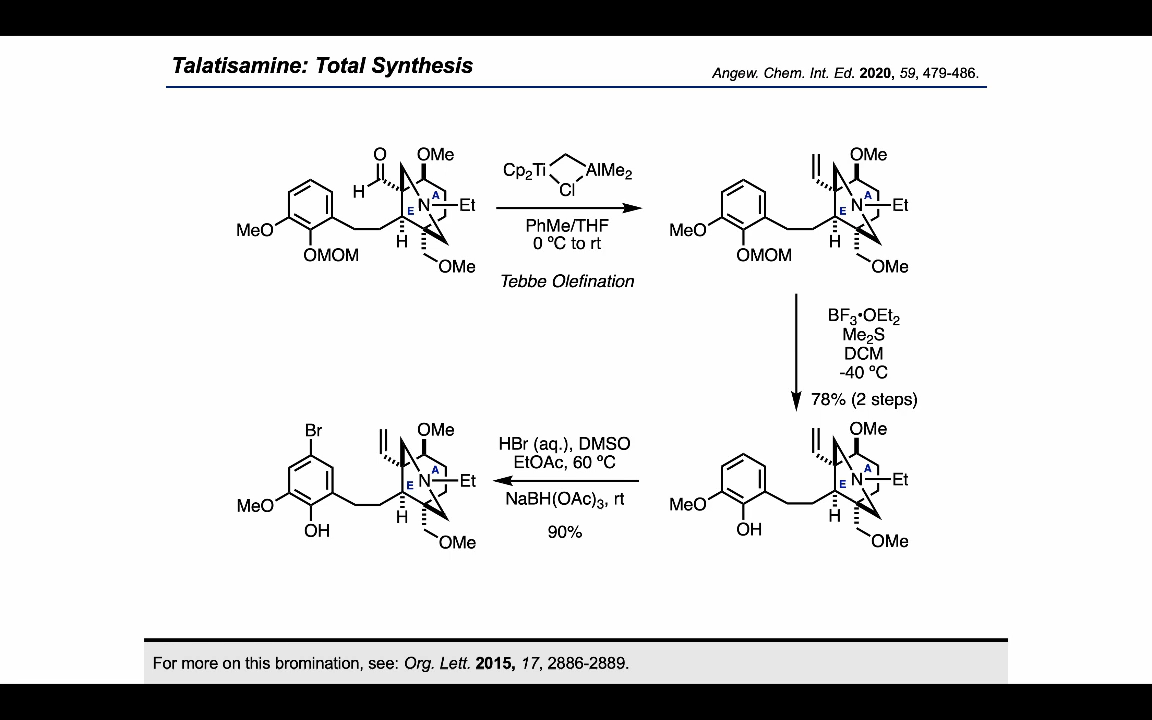 Talatisamine: Total Synthesis
Angew. Chem. Int. Ed. 2020, 59, 479-486.
O
OMe
H
A
E
N
Et
MeO
OMOM
H
OMe
Cp2Ti
AlMe2
Cl
PhMe/THF
0 ºC to rt
Tebbe Olefination
OMe
A
E
N
Et
MeO
OMOM
H
OMe
BF3•OEt2
Me2S
DCM
-40 ºC
78% (2 steps)
Br
OMe
A
E
N
Et
MeO
OH
H
OMe
HBr (aq.), DMSO
EtOAc, 60 ºC
NaBH(OAc)3, rt
90%
OMe
A
E
N
Et
MeO
OH
H
OMe
For more on this bromination, see: Org. Lett. 2015, 17, 2886-2889.